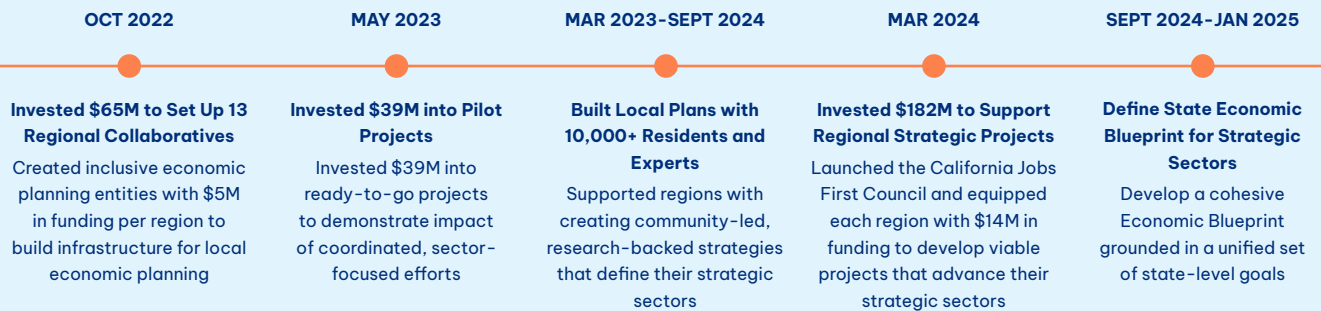 OCT 2022
Invested $65M to Set Up 13
Regional Collaboratives
Created inclusive economic
planning entities with $5M
in funding per region to
build infrastructure for local
economic planning
MAY 2023
Invested $39M into Pilot
Projects
Invested $39M into
ready-to-go projects
to demonstrate impact
of coordinated, sector-
focused efforts
MAR 2023-SEPT 2024
Built Local Plans with
10,000+ Residents and
Experts
Supported regions with
creating community-led,
research-backed strategies
that define their strategic
sectors
MAR 2024
Invested $182M to Support
Regional Strategic Projects
Launched the California Jobs
First Council and equipped
each region with $14M in
funding to develop viable
projects that advance their
strategic sectors
SEPT 2024-JAN 2025
Define State Economic
Blueprint for Strategic
Sectors
Develop a cohesive
Economic Blueprint
grounded in a unified set
of state-level goals